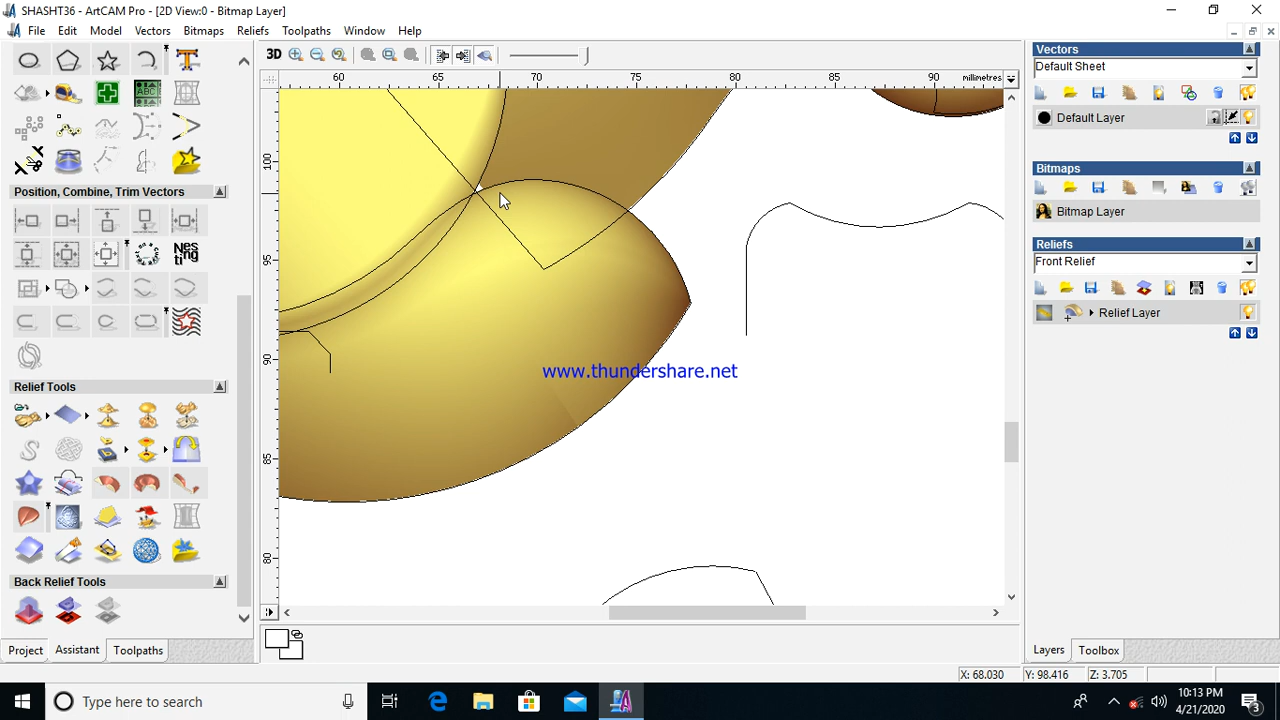 SHASHT36 - ArtCAM Pro - [2D View:0 - Bitmap Layer]
File Edit Model Vectors Bitmaps Reliefs Toolpaths Window Help
3D
60 65 70 75 80 85 90 millimetres
100
95
90
85
80
ABC
Position, Combine, Trim Vectors
Nesting
Relief Tools
Back Relief Tools
Project Assistant Toolpaths
www.thundershare.net
Vectors
Default Sheet
Default Layer
Bitmaps
Bitmap Layer
Reliefs
Front Relief
Relief Layer
Layers Toolbox
X: 68.030 Y: 98.416 Z: 3.705
Type here to search
10:13 PM
4/21/2020
3